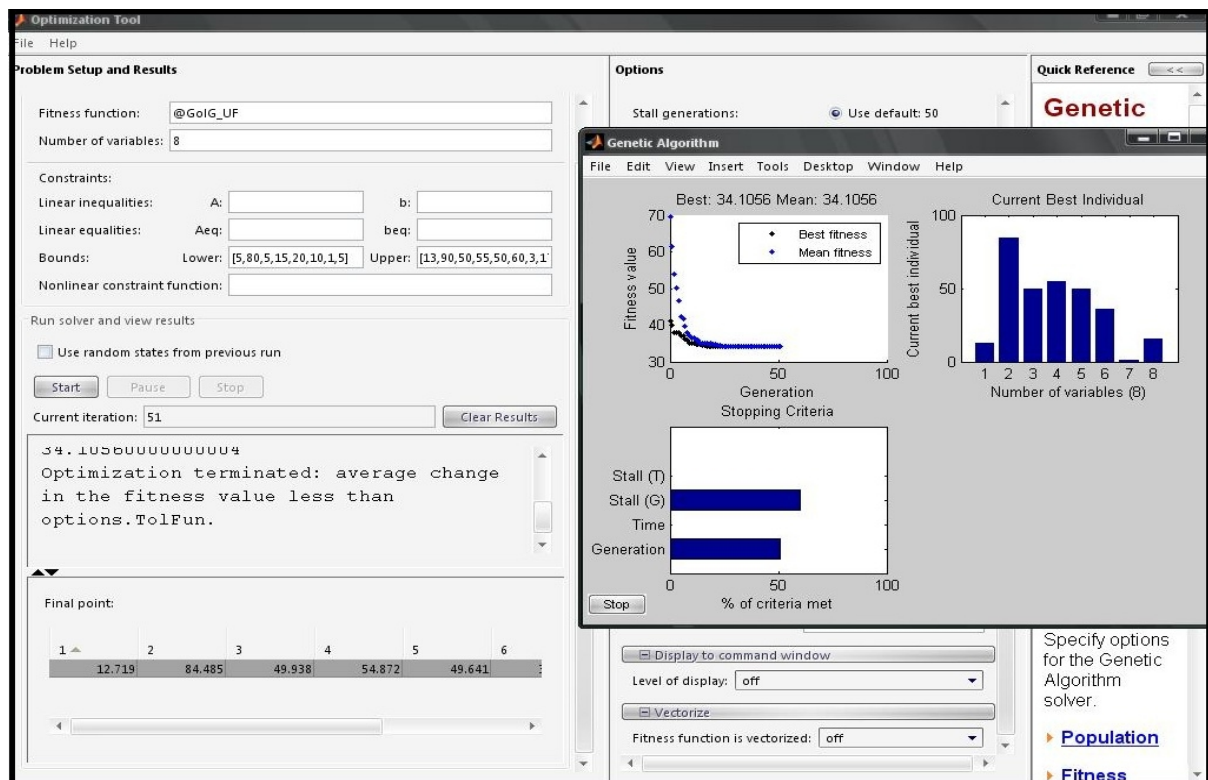 Optimization Tool
File Help
Problem Setup and Results
Fitness function: @GoIG_UF
Number of variables: 8
Constraints:
Linear inequalities: A: b:
Linear equalities: Aeq: beq:
Bounds: Lower: [5,80,5,15,20,10,1,5] Upper: [13,90,50,55,50,60,3,1
Nonlinear constraint function:
Run solver and view results
Use random states from previous run
Start Pause Stop
Current iteration: 51 Clear Results
34.1056000000004
Optimization terminated: average change
in the fitness value less than
options.TolFun.
Final point:
1 2 3 4 5 6
12.719 84.485 49.938 54.872 49.641
Options
Stall generations: Use default: 50
Genetic Algorithm
File Edit View Insert Tools Desktop Window Help
Best: 34.1056 Mean: 34.1056
Fitness value
70
60
50
40
30
Best fitness
Mean fitness
0 50 100
Generation
Current Best Individual
Current best individual
100
50
0
1 2 3 4 5 6 7 8
Number of variables (8)
Stopping Criteria
Stall (T)
Stall (G)
Time
Generation
0 50 100
% of criteria met
Stop
Display to command window
Level of display: off
Vectorize
Fitness function is vectorized: off
Quick Reference <<
Genetic
Specify options
for the Genetic
Algorithm
solver.
Population
Fitness